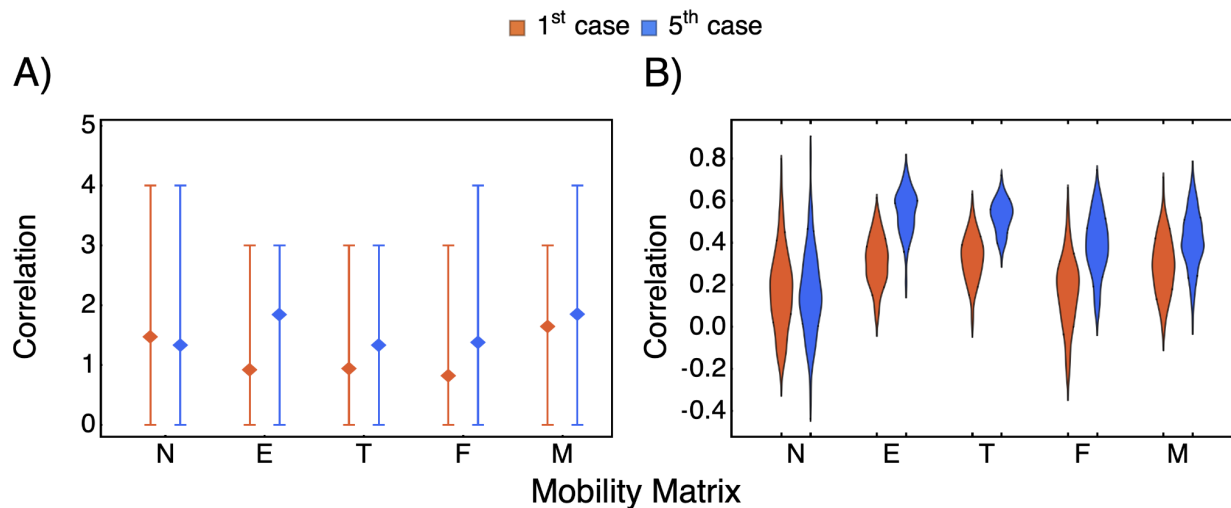 1st case 5th case
A)
B)
Correlation
5
4
3
2
1
0
N E T F M
Correlation
0.8
0.6
0.4
0.2
0.0
-0.2
-0.4
N E T F M
Mobility Matrix